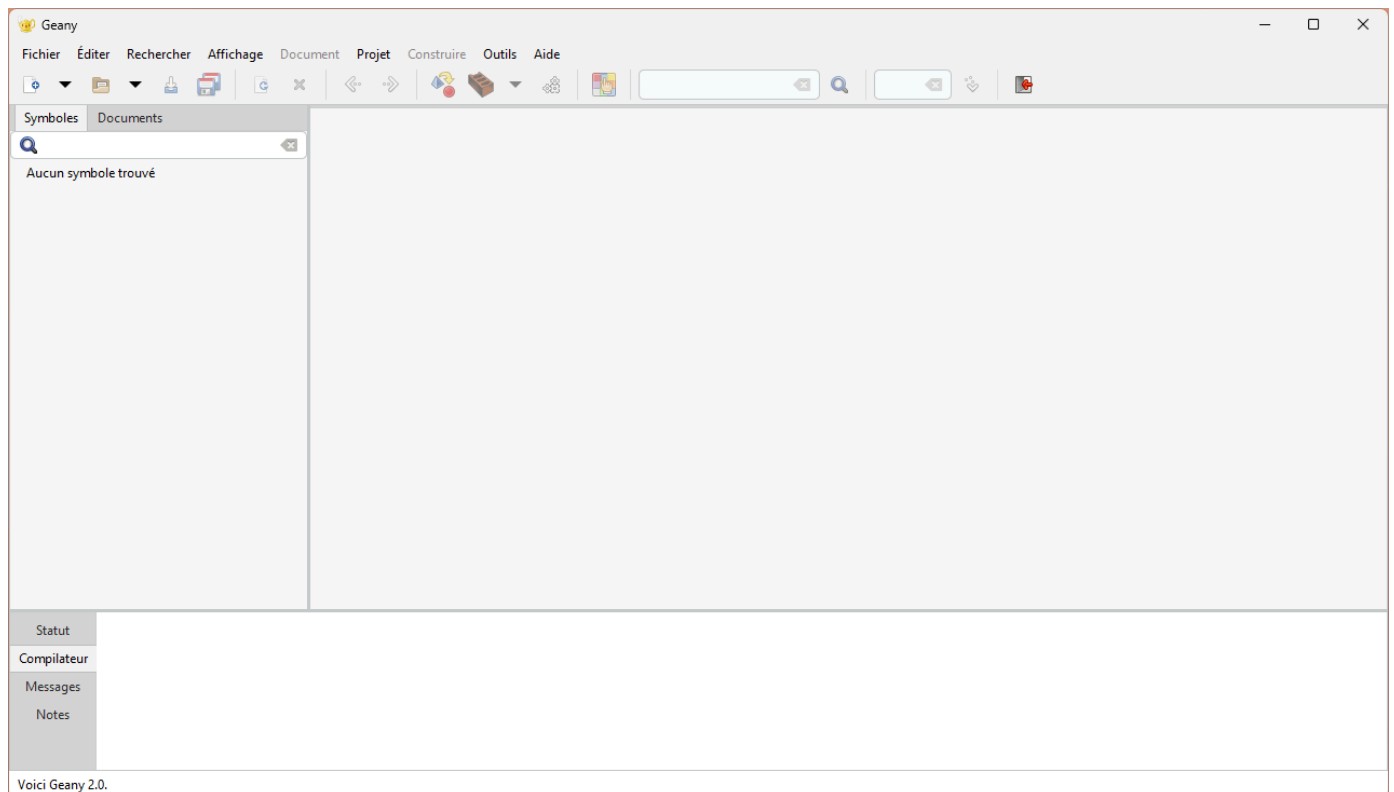 Geany
Fichier Éditer Rechercher Affichage Document Projet Construire Outils Aide
Symboles Documents
Aucun symbole trouvé
Statut
Compilateur
Messages
Notes
Voici Geany 2.0.